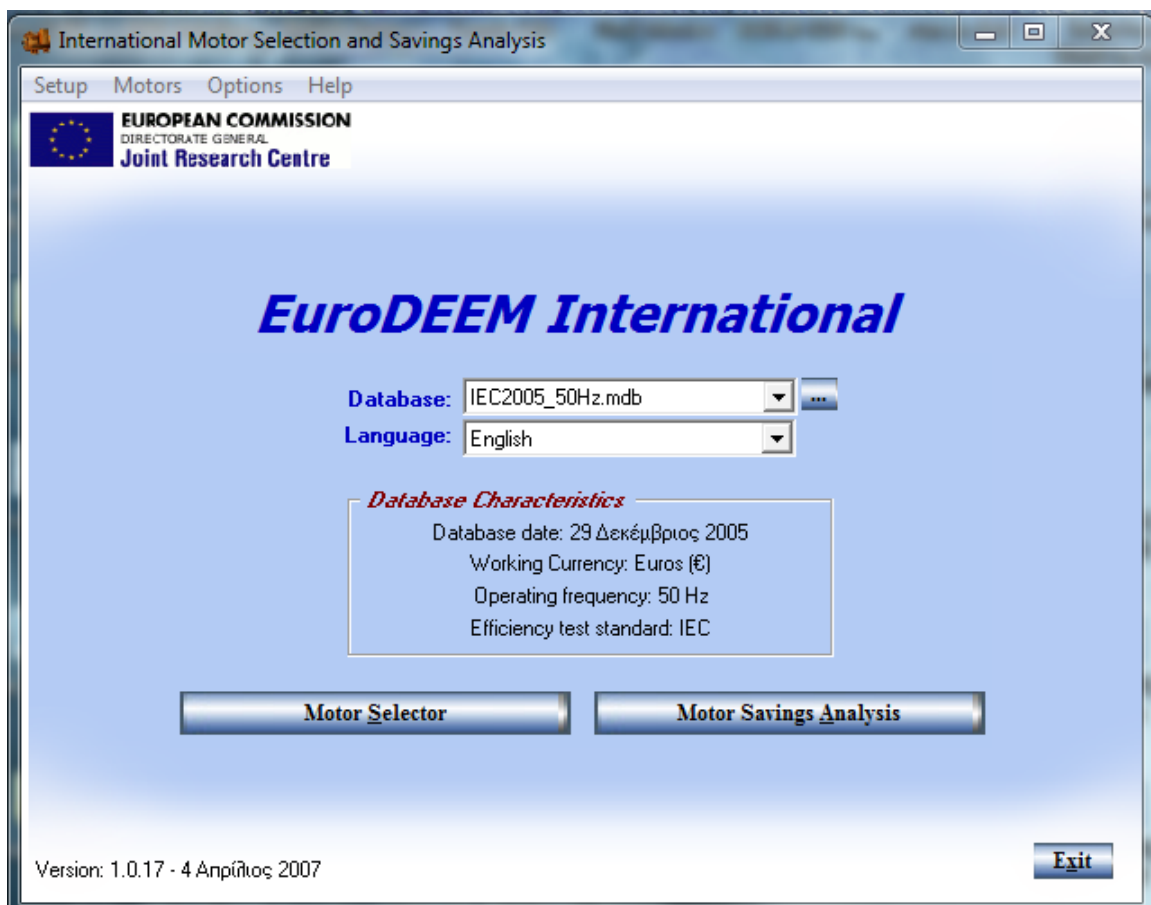 International Motor Selection and Savings Analysis
Setup Motors Options Help
EUROPEAN COMMISSION
DIRECTORATE GENERAL
Joint Research Centre
EuroDEEM International
Database: IEC2005_50Hz.mdb ...
Language: English
Database Characteristics
Database date: 29 Δεκέμβριος 2005
Working Currency: Euros (€)
Operating frequency: 50 Hz
Efficiency test standard: IEC
Motor Selector Motor Savings Analysis
Exit
Version: 1.0.17 - 4 Απρίλιος 2007